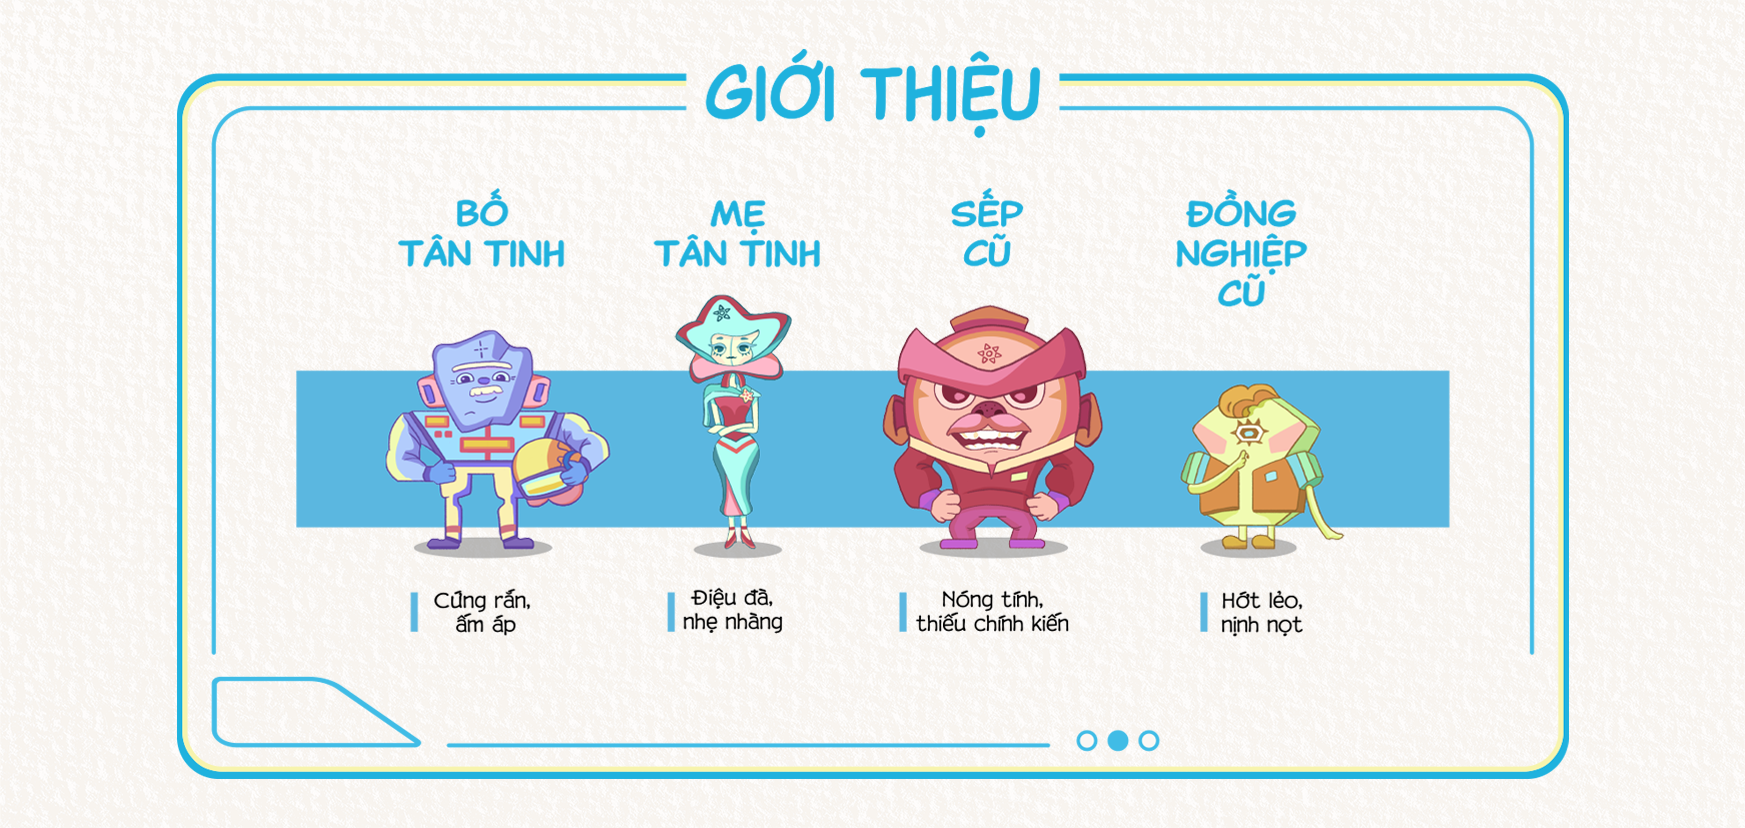 GIỚI THIỆU
BỐ
TÂN TINH
MẸ
TÂN TINH
SẾP
CŨ
ĐỒNG
NGHIỆP
CŨ
Cứng rắn,
ấm áp
Điệu đà,
nhẹ nhàng
Nóng tính,
thiếu chính kiến
Hớt lẻo,
nịnh nọt